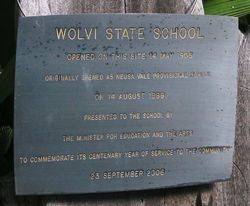 WOLVI STATE SCHOOL
OPENED ON THIS SITE 14 MAY
ORIGINALLY OPENED AS NEUSA VALE PROVISIONAL SCHOOL
ON 14 AUGUST
PRESENTED TO THE SCHOOL BY
THE MINISTER FOR EDUCATION AND THE ARTS
TO COMMEMORATE ITS CENTENARY YEAR OF SERVICE TO THE COMMUNITY
23 SEPTEMBER 2006